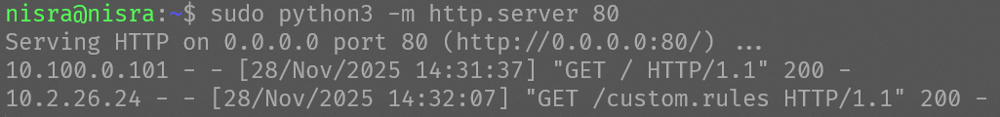 nisra@nisra:~$ sudo python3 -m http.server 80
Serving HTTP on 0.0.0.0 port 80 (http://0.0.0.0:80/) ...
10.100.0.101 - - [28/Nov/2025 14:31:37] "GET / HTTP/1.1" 200 -
10.2.26.24 - - [28/Nov/2025 14:32:07] "GET /custom.rules HTTP/1.1" 200 -